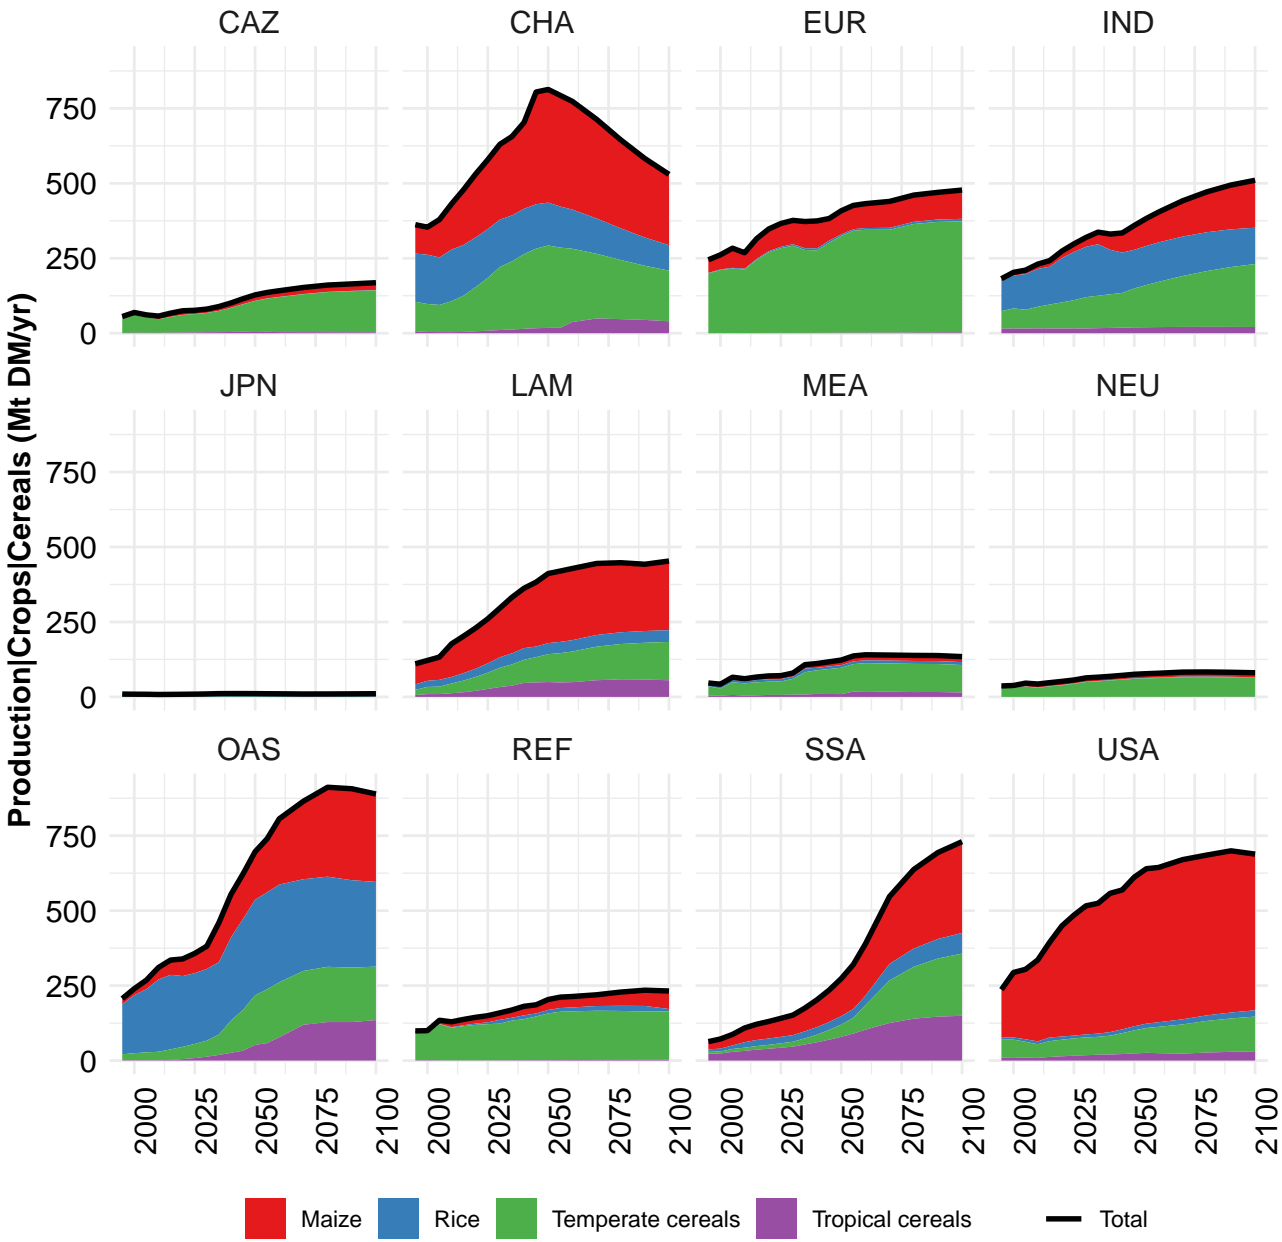 CAZ CHA EUR IND
750
500
250
0
JPN LAM MEA NEU
750
500
250
0
OAS REF SSA USA
750
500
250
0
2000 2025 2050 2075 2100 2000 2025 2050 2075 2100 2000 2025 2050 2075 2100 2000 2025 2050 2075 2100
Production|Crops|Cereals (Mt DM/yr)
Maize Rice Temperate cereals Tropical cereals Total